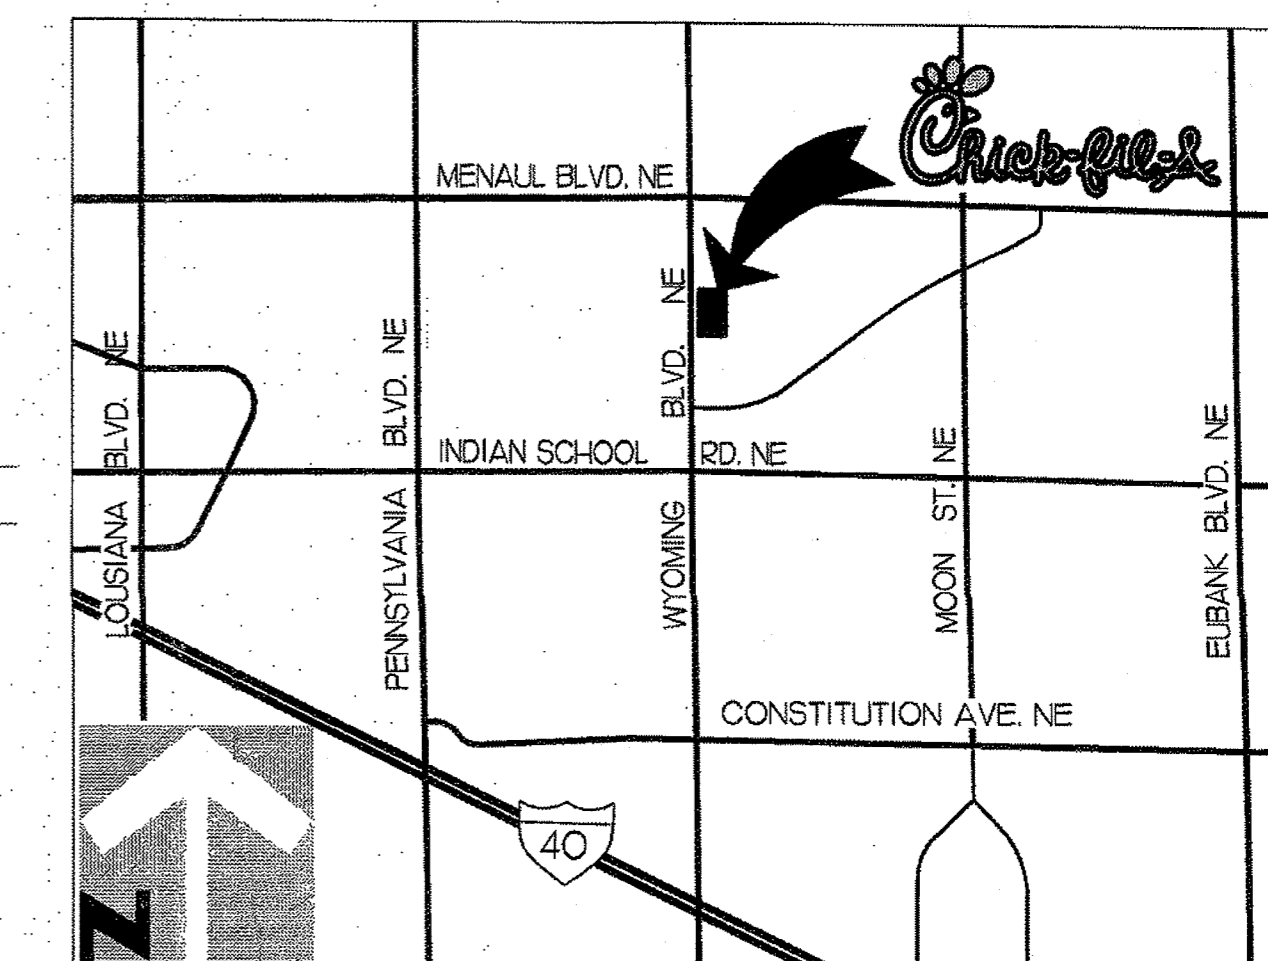 Chick-fil-A
MENAUL BLVD. NE
LOUSIANA BLVD. NE
PENNSYLVANIA BLVD. NE
WYOMING BLVD. NE
MOON ST. NE
EUBANK BLVD. NE
INDIAN SCHOOL RD. NE
CONSTITUTION AVE. NE
40
N